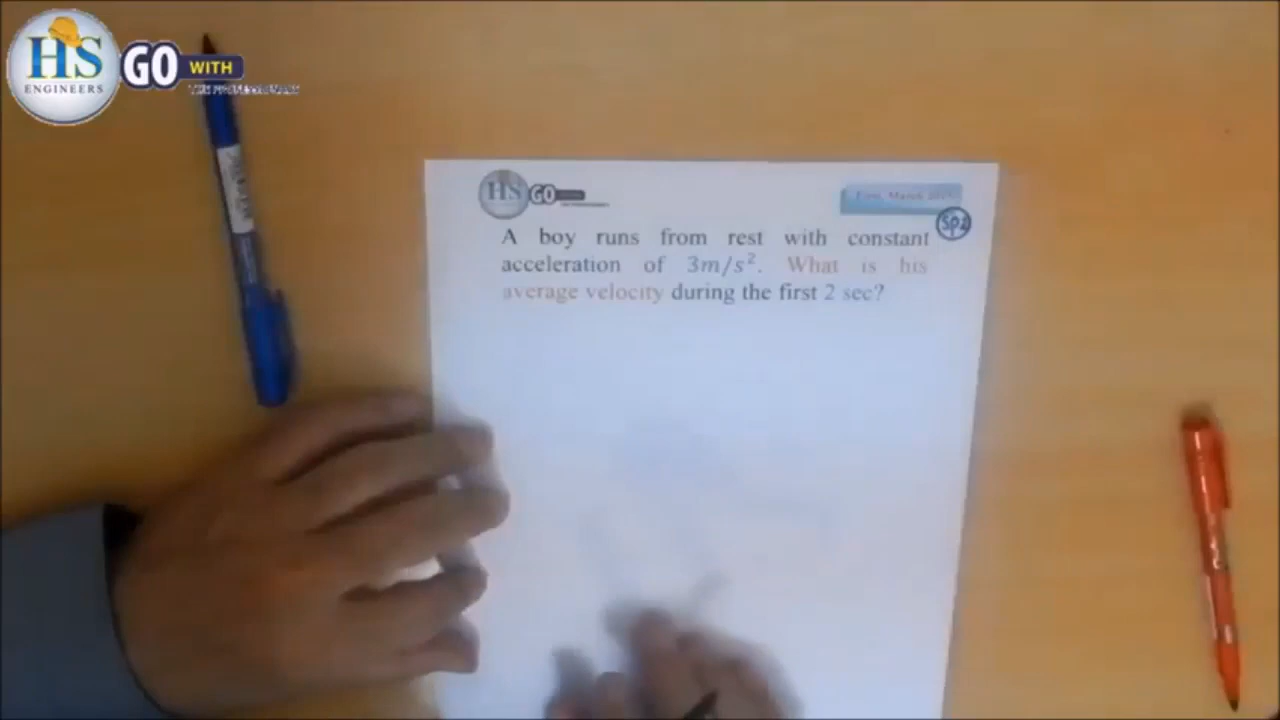 HS
ENGINEERS
GO WITH
HS GO
SP2
A boy runs from rest with constant
acceleration of 3m/s². What is his
average velocity during the first 2 sec?